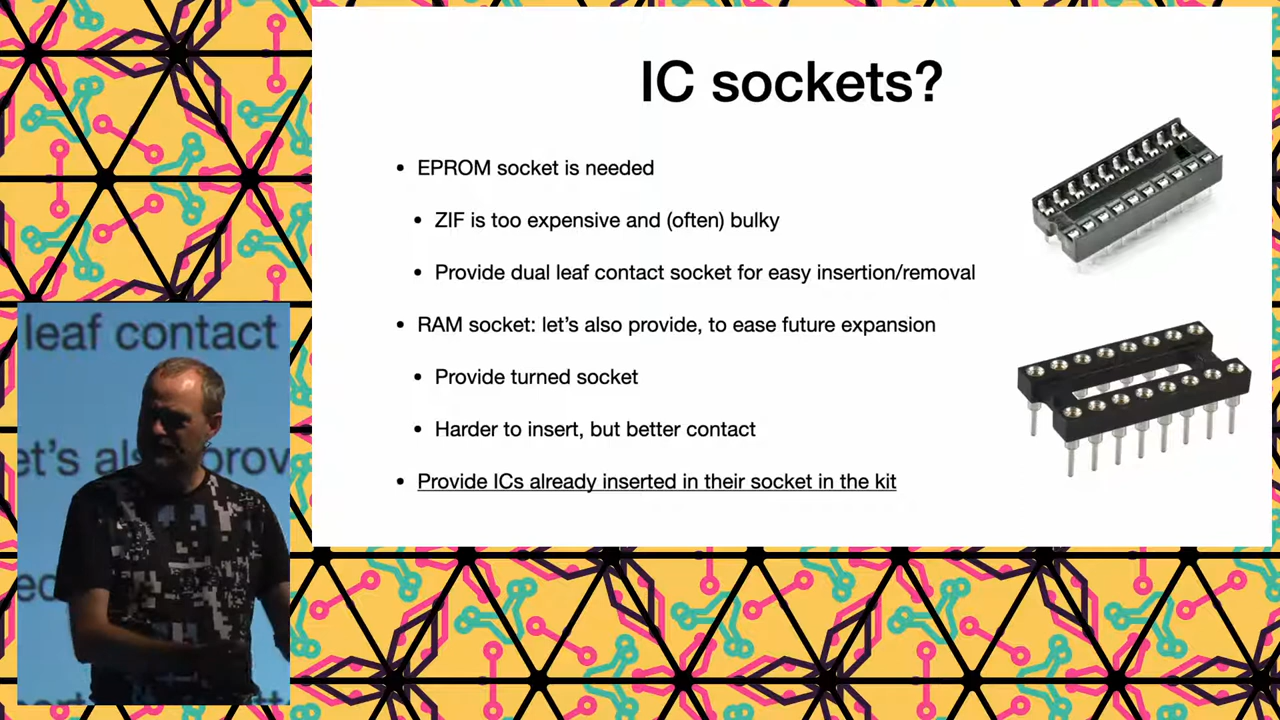 IC sockets?
• EPROM socket is needed
• ZIF is too expensive and (often) bulky
• Provide dual leaf contact socket for easy insertion/removal
• RAM socket: let's also provide, to ease future expansion
• Provide turned socket
• Harder to insert, but better contact
• Provide ICs already inserted in their socket in the kit
leaf contact
et's also prov